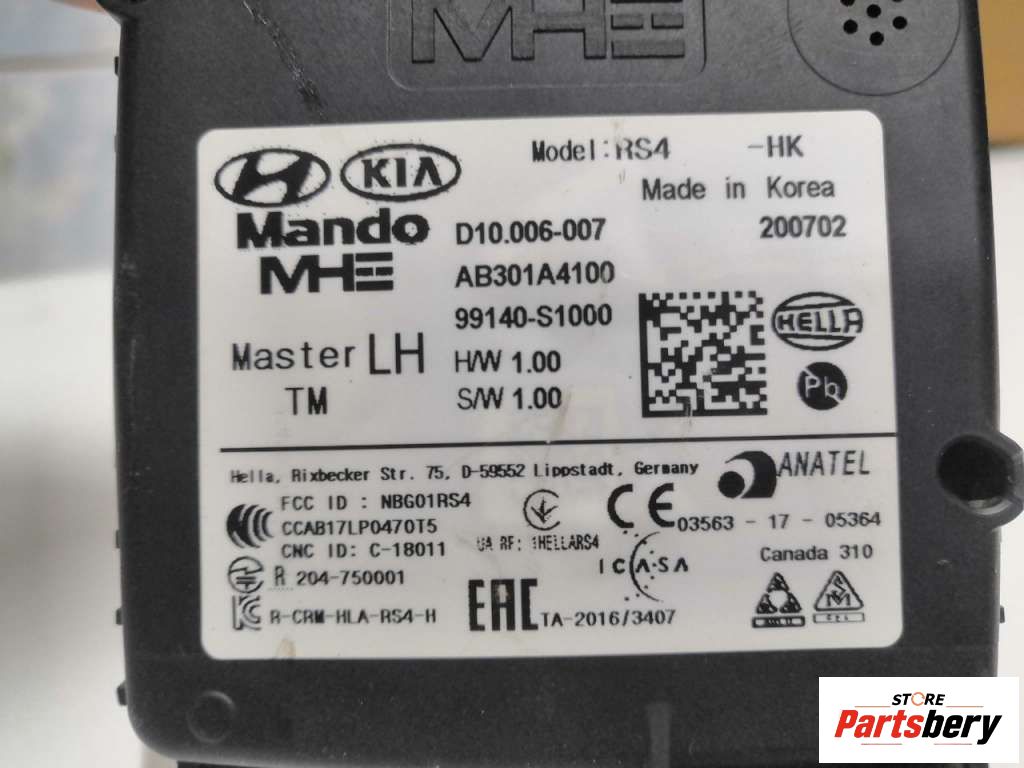 MHE
Model:RS4 -HK
HYUNDAI KIA
Made in Korea
Mando D10.006-007 200702
MHE AB301A4100
99140-S1000 HELLA
Master LH H/W 1.00
TM S/W 1.00 Pb
Hella, Rixbecker Str. 75, D-59552 Lippstadt, Germany
ANATEL
FCC ID : NBG01RS4
CCAB17LP0470T5
CE 03563 - 17 - 05364
CNC ID: C-18011
UA RF: 1HELLARS4
ICASA
Canada 310
R 204-750001
R-CRM-HLA-RS4-H
EAC TA-2016/3407
STORE
Partsbery